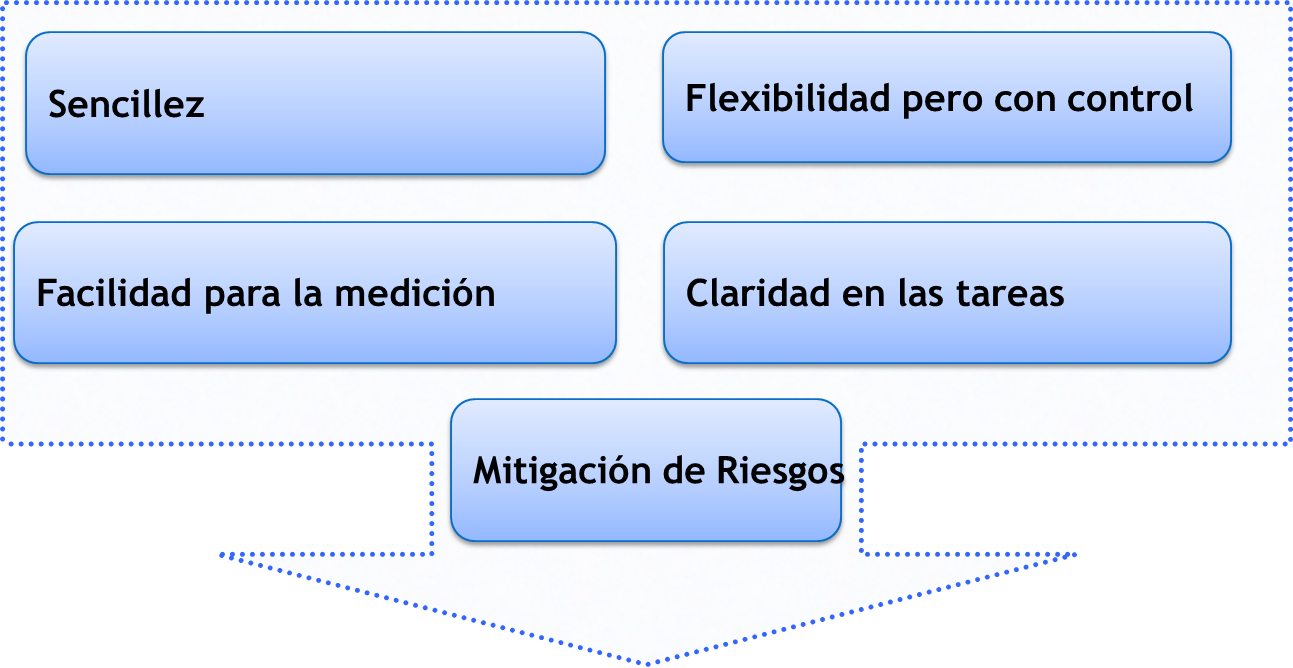 Sencillez
Flexibilidad pero con control
Facilidad para la medición
Claridad en las tareas
Mitigación de Riesgos